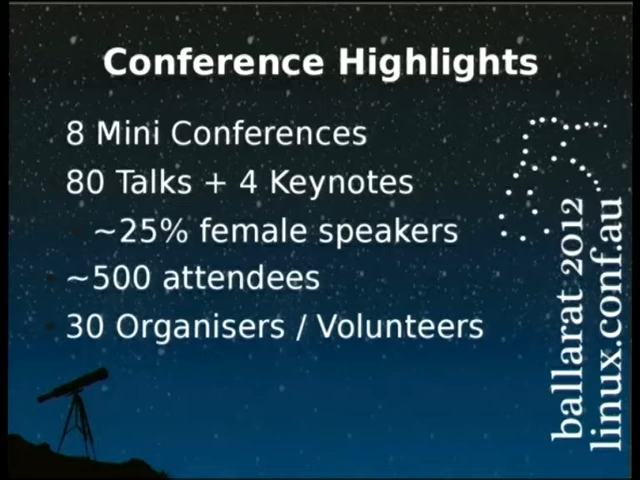 Conference Highlights
8 Mini Conferences
80 Talks + 4 Keynotes
~25% female speakers
~500 attendees
30 Organisers / Volunteers
ballarat 2012
linux.conf.au